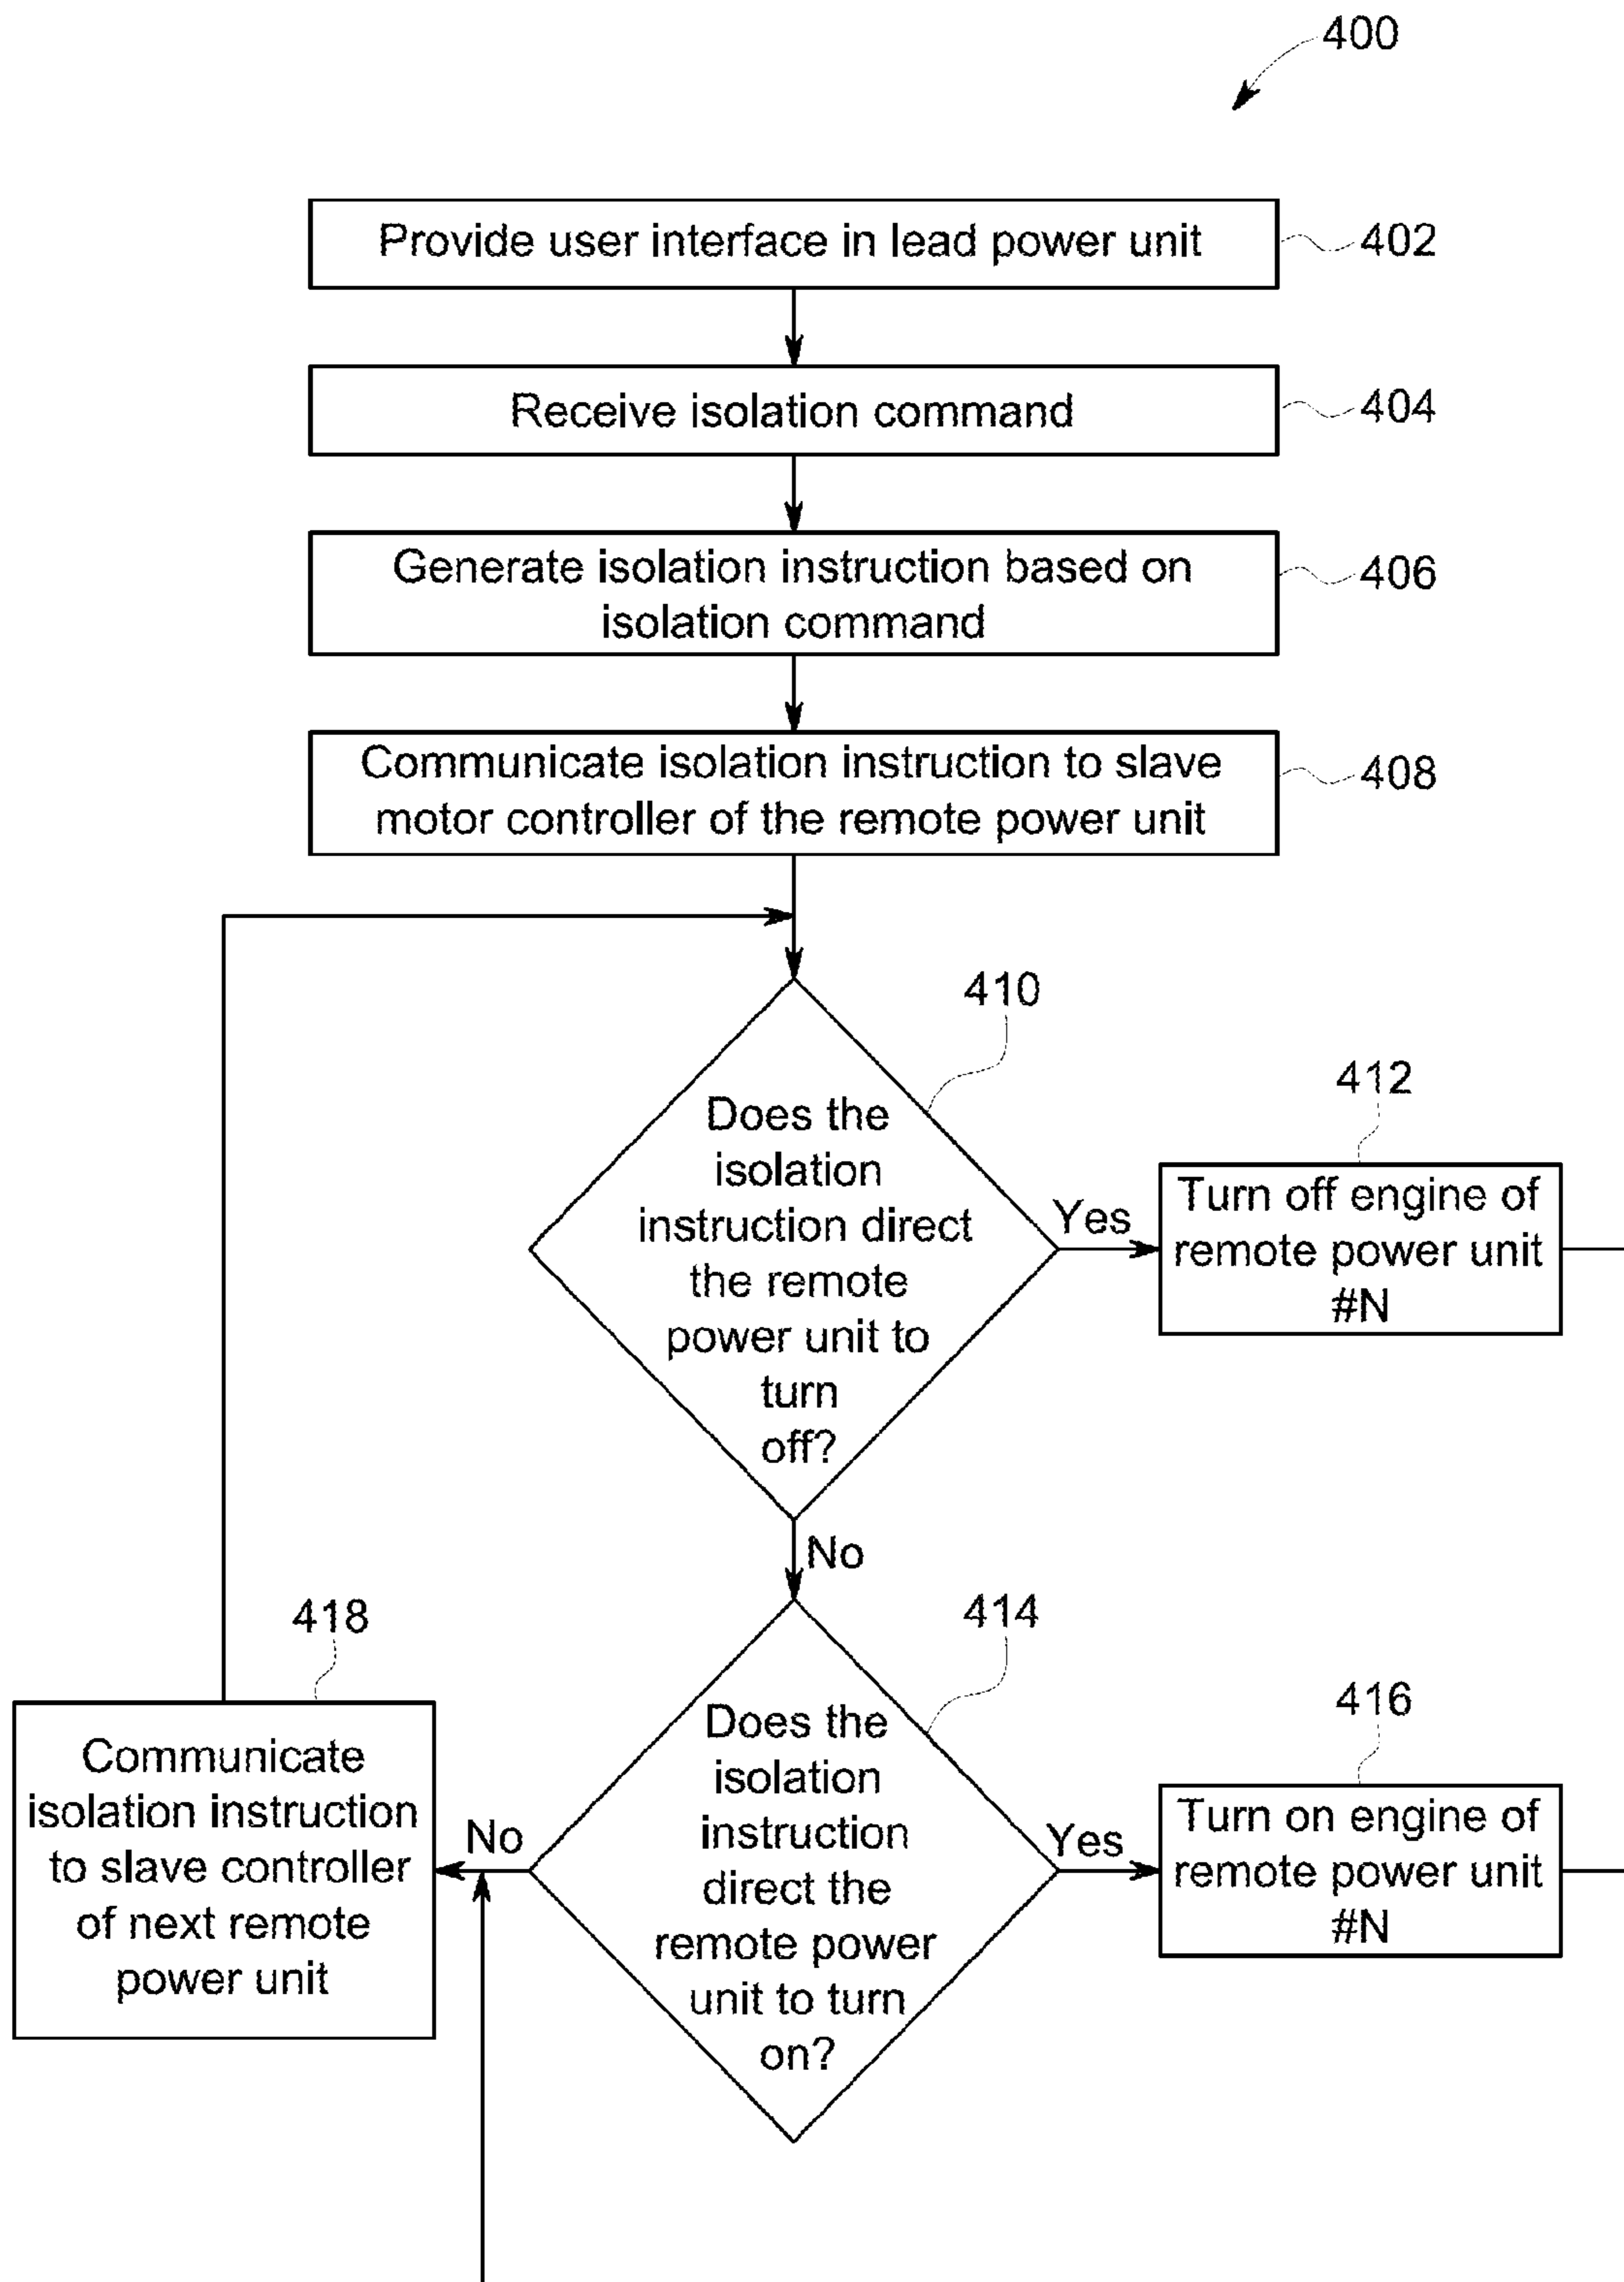 400
Provide user interface in lead power unit
402
Receive isolation command
404
Generate isolation instruction based on
isolation command
406
Communicate isolation instruction to slave
motor controller of the remote power unit
408
410
Does the
isolation
instruction direct
the remote
power unit to
turn
off?
Yes
412
Turn off engine of
remote power unit
#N
No
414
Does the
isolation
instruction
direct the
remote power
unit to turn
on?
Yes
416
Turn on engine of
remote power unit
#N
No
418
Communicate
isolation instruction
to slave controller
of next remote
power unit